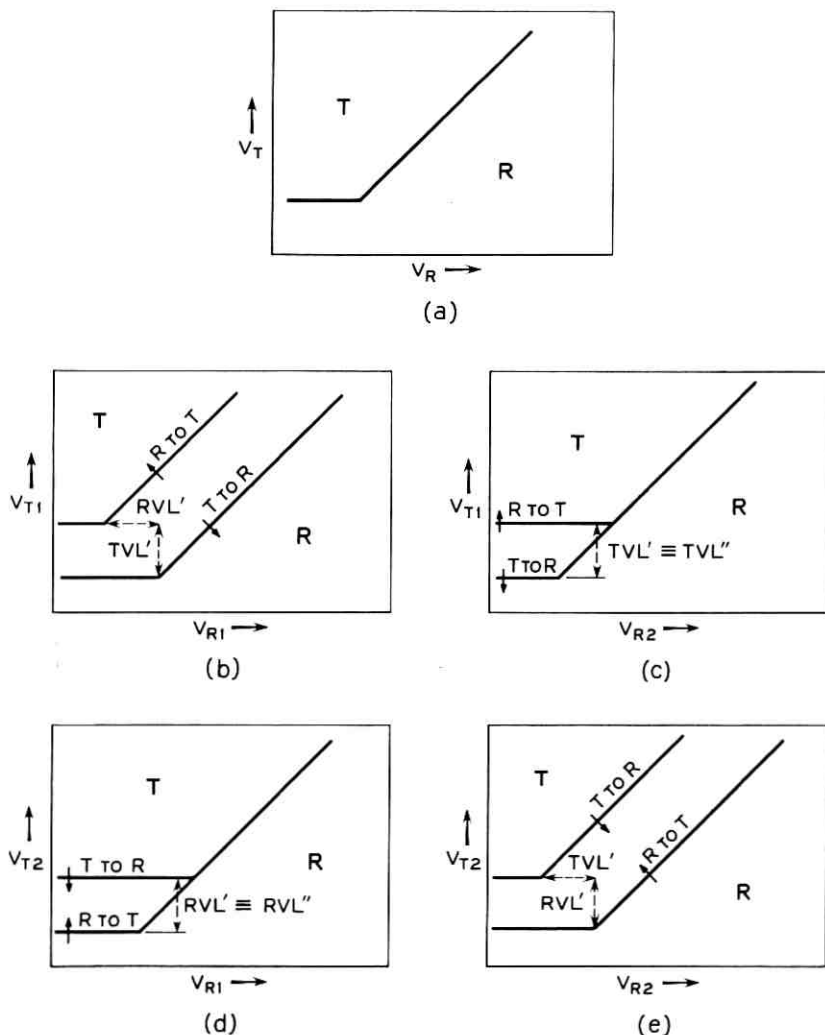 T
V_T
R
V_R
(a)
T
R TO T
V_T1
RVL'
T TO R
TVL'
R
V_R1
(b)
T
V_T1
R TO T
R
T TO R
TVL' ≡ TVL''
V_R2
(c)
T
V_T2
T TO R
R
R TO T
RVL' ≡ RVL''
V_R1
(d)
T
T TO R
V_T2
TVL'
R TO T
RVL'
R
V_R2
(e)